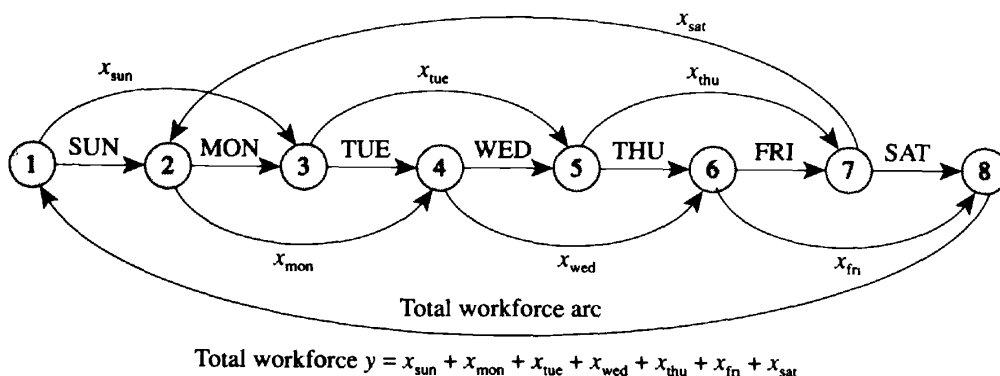 x_sat
x_sun x_tue x_thu
1 SUN 2 MON 3 TUE 4 WED 5 THU 6 FRI 7 SAT 8
x_mon x_wed x_fri
Total workforce arc
Total workforce y = x_sun + x_mon + x_tue + x_wed + x_thu + x_fri + x_sat